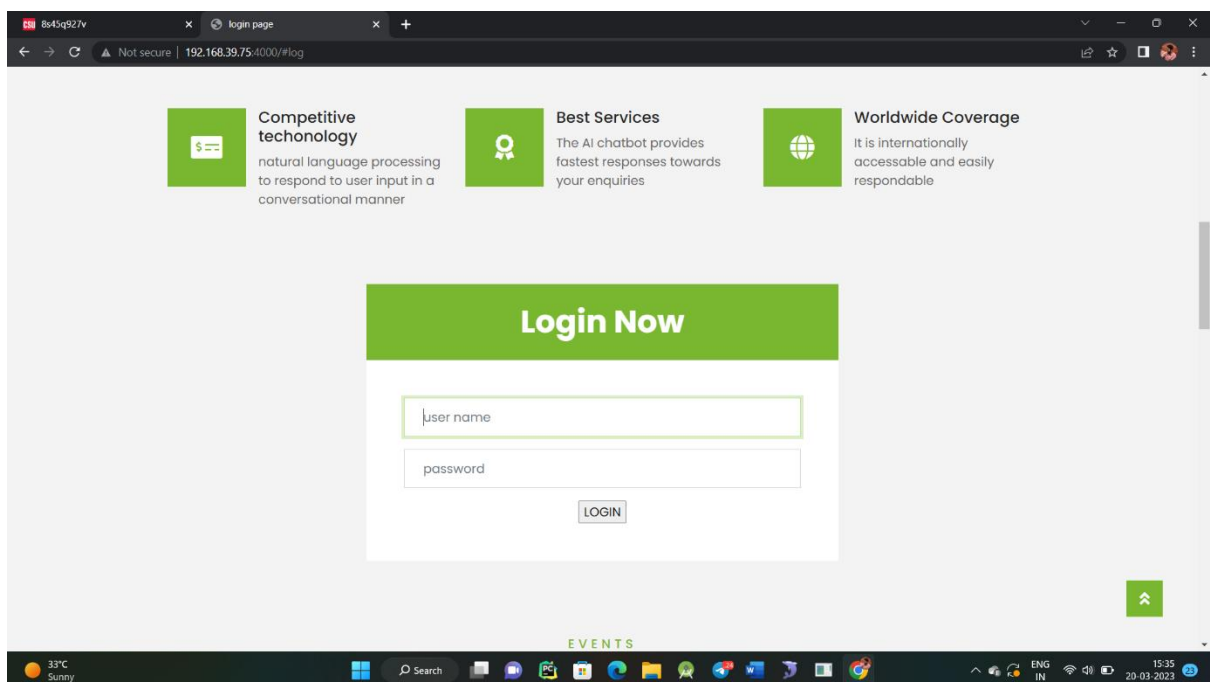 CSU 8s45q927v
login page
Not secure | 192.168.39.75:4000/#log
Competitive
techonology
natural language processing
to respond to user input in a
conversational manner
Best Services
The AI chatbot provides
fastest responses towards
your enquiries
Worldwide Coverage
It is internationally
accessable and easily
respondable
Login Now
user name
password
LOGIN
EVENTS
33°C
Sunny
Search
ENG
IN
15:35
20-03-2023
23